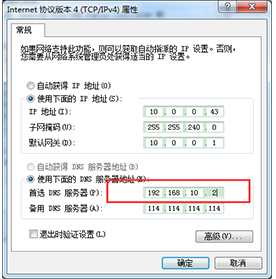 Internet 协议版本 4 (TCP/IPv4) 属性
常规
如果网络支持此功能，则可以获取自动指派的 IP 设置。否则，
您需要从网络系统管理员处获得适当的 IP 设置。
自动获得 IP 地址(O)
使用下面的 IP 地址(S):
IP 地址(I): 10 . 0 . 0 . 43
子网掩码(U): 255 . 255 . 240 . 0
默认网关(D): 10 . 0 . 0 . 1
自动获得 DNS 服务器地址(B)
使用下面的 DNS 服务器地址(E):
首选 DNS 服务器(P): 192 . 168 . 10 . 2
备用 DNS 服务器(A): 114 . 114 . 114 . 114
退出时验证设置(L)
高级(V)...
确定 取消